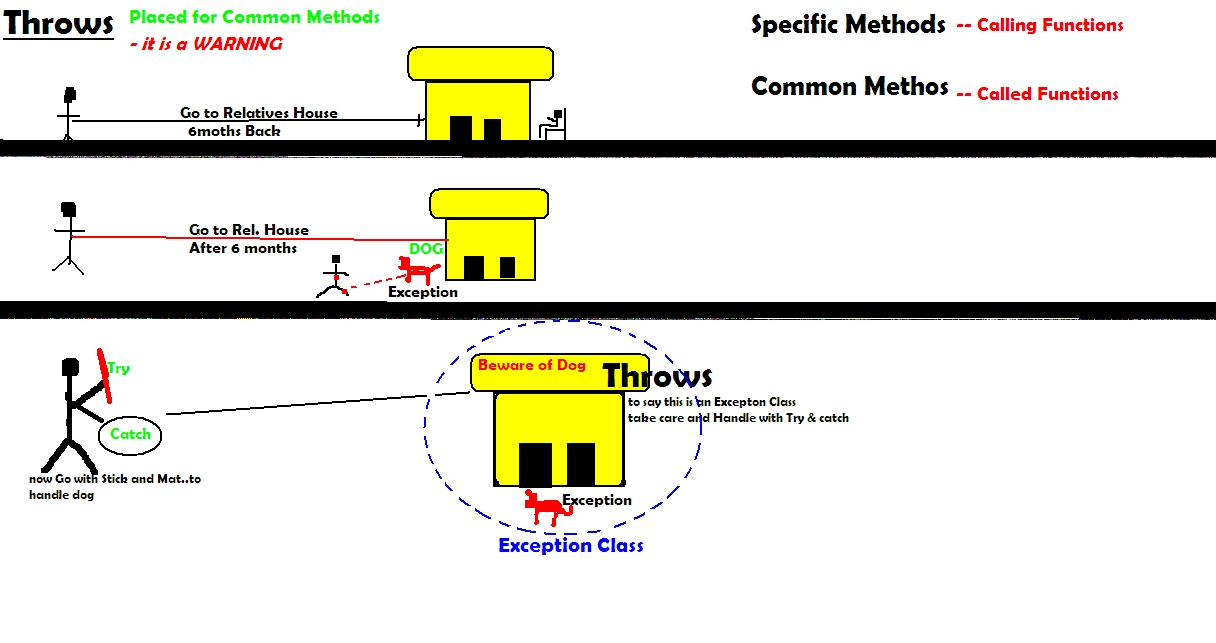 Throws
Placed for Common Methods
- it is a WARNING
Specific Methods -- Calling Functions
Common Methos -- Called Functions
Go to Relatives House
6moths Back
Go to Rel. House
After 6 months
DOG
Exception
Try
Catch
now Go with Stick and Mat..to
handle dog
Beware of Dog
Throws
to say this is an Excepton Class
take care and Handle with Try & catch
Exception
Exception Class